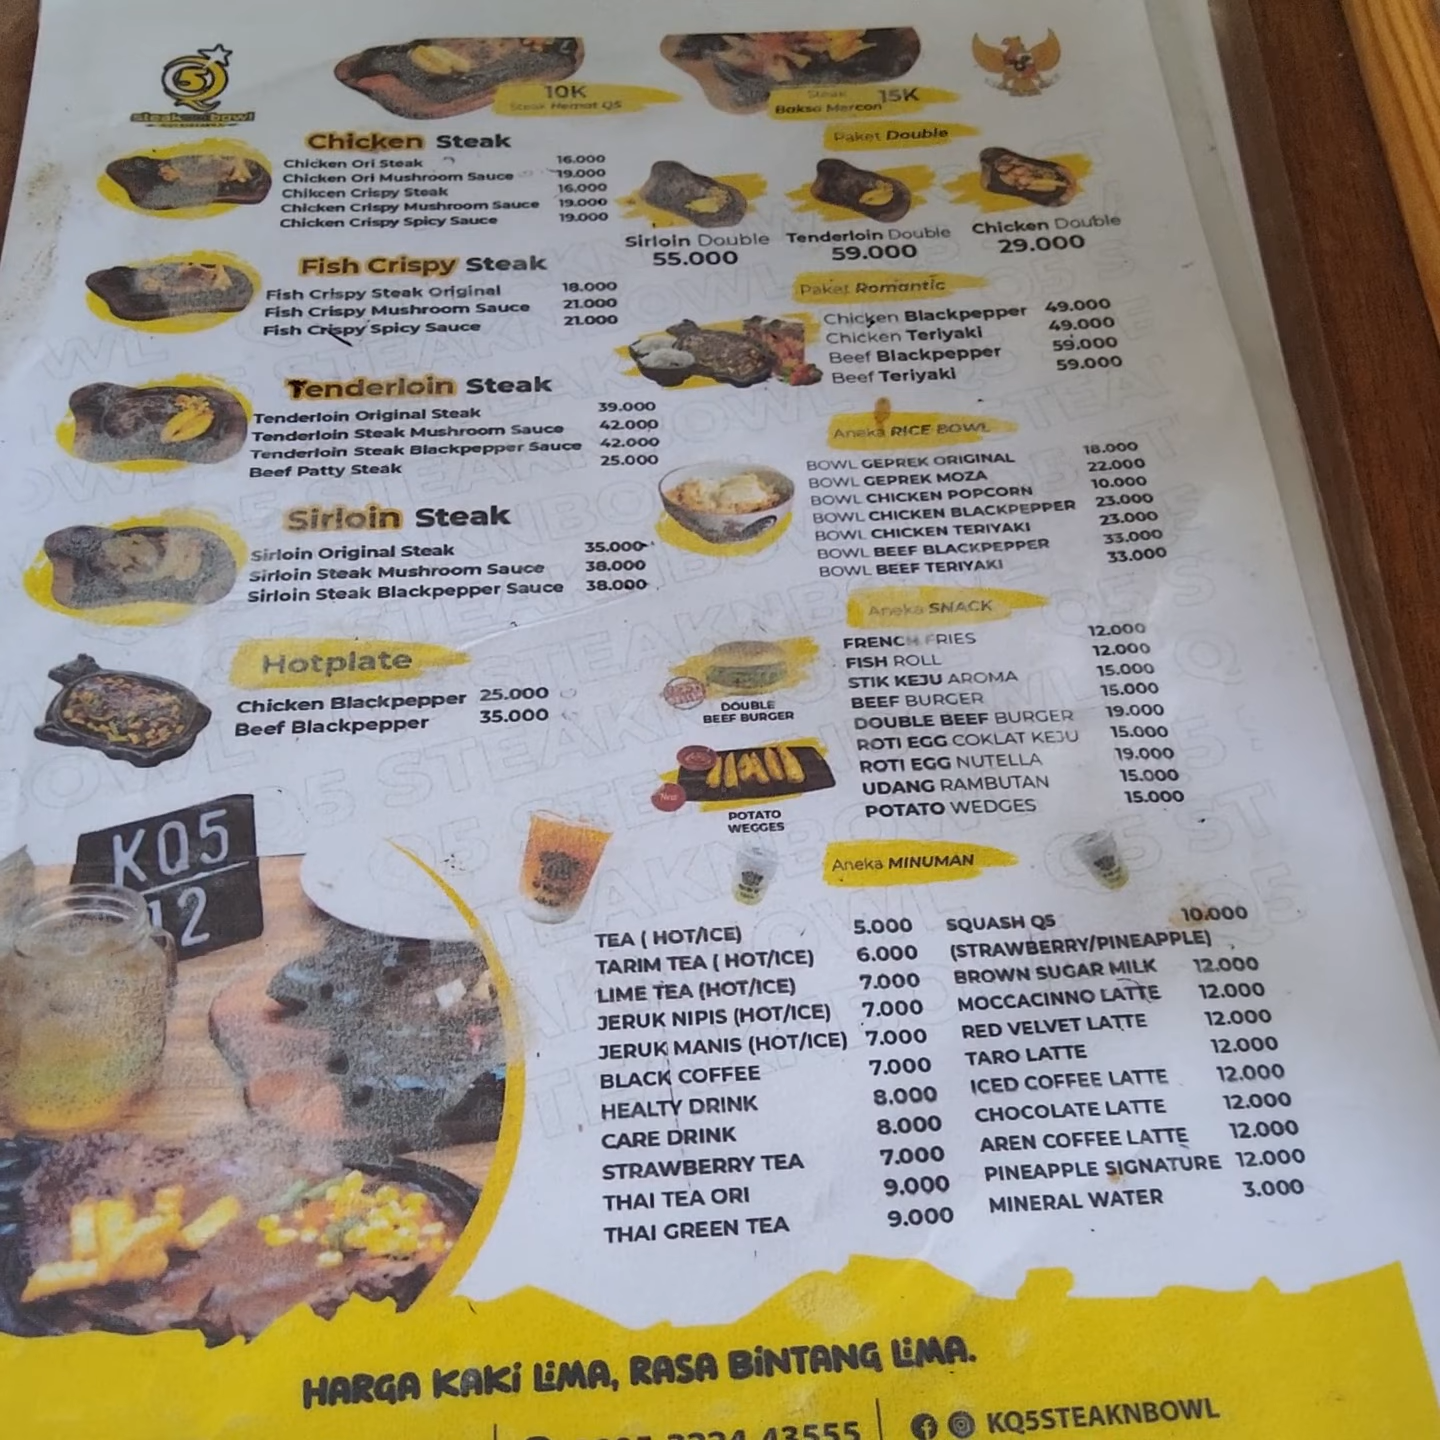 Q5
steak bowl
10K
Steak Hemat Q5
Steak
Bakso Mercon 15K
Chicken Steak
Chicken Ori Steak 16.000
Chicken Ori Mushroom Sauce 19.000
Chikcen Crispy Steak 16.000
Chicken Crispy Mushroom Sauce 19.000
Chicken Crispy Spicy Sauce 19.000
Paket Double
Sirloin Double
55.000
Tenderloin Double
59.000
Chicken Double
29.000
Fish Crispy Steak
Fish Crispy Steak Original 18.000
Fish Crispy Mushroom Sauce 21.000
Fish Crispy Spicy Sauce 21.000
Paket Romantic
Chicken Blackpepper 49.000
Chicken Teriyaki 49.000
Beef Blackpepper 59.000
Beef Teriyaki 59.000
Tenderloin Steak
Tenderloin Original Steak 39.000
Tenderloin Steak Mushroom Sauce 42.000
Tenderloin Steak Blackpepper Sauce 42.000
Beef Patty Steak 25.000
Aneka RICE BOWL
BOWL GEPREK ORIGINAL 18.000
BOWL GEPREK MOZA 22.000
BOWL CHICKEN POPCORN 10.000
BOWL CHICKEN BLACKPEPPER 23.000
BOWL CHICKEN TERIYAKI 23.000
BOWL BEEF BLACKPEPPER 33.000
BOWL BEEF TERIYAKI 33.000
Sirloin Steak
Sirloin Original Steak 35.000
Sirloin Steak Mushroom Sauce 38.000
Sirloin Steak Blackpepper Sauce 38.000
Aneka SNACK
FRENCH FRIES 12.000
FISH ROLL 12.000
STIK KEJU AROMA 15.000
BEEF BURGER 15.000
DOUBLE BEEF BURGER 19.000
ROTI EGG COKLAT KEJU 15.000
ROTI EGG NUTELLA 19.000
UDANG RAMBUTAN 15.000
POTATO WEDGES 15.000
DOUBLE
BEEF BURGER
POTATO
WEGGES
Hotplate
Chicken Blackpepper 25.000
Beef Blackpepper 35.000
KQ5
12
Aneka MINUMAN
TEA ( HOT/ICE) 5.000
TARIM TEA ( HOT/ICE) 6.000
LIME TEA (HOT/ICE) 7.000
JERUK NIPIS (HOT/ICE) 7.000
JERUK MANIS (HOT/ICE) 7.000
BLACK COFFEE 7.000
HEALTY DRINK 8.000
CARE DRINK 8.000
STRAWBERRY TEA 7.000
THAI TEA ORI 9.000
THAI GREEN TEA 9.000
SQUASH Q5 10.000
(STRAWBERRY/PINEAPPLE)
BROWN SUGAR MILK 12.000
MOCCACINNO LATTE 12.000
RED VELVET LATTE 12.000
TARO LATTE 12.000
ICED COFFEE LATTE 12.000
CHOCOLATE LATTE 12.000
AREN COFFEE LATTE 12.000
PINEAPPLE SIGNATURE 12.000
MINERAL WATER 3.000
HARGA KAKI LIMA, RASA BINTANG LIMA.
43555
KQ5STEAKNBOWL